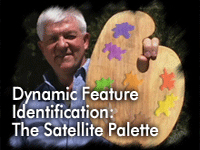 Dynamic Feature
Identification:
The Satellite Palette